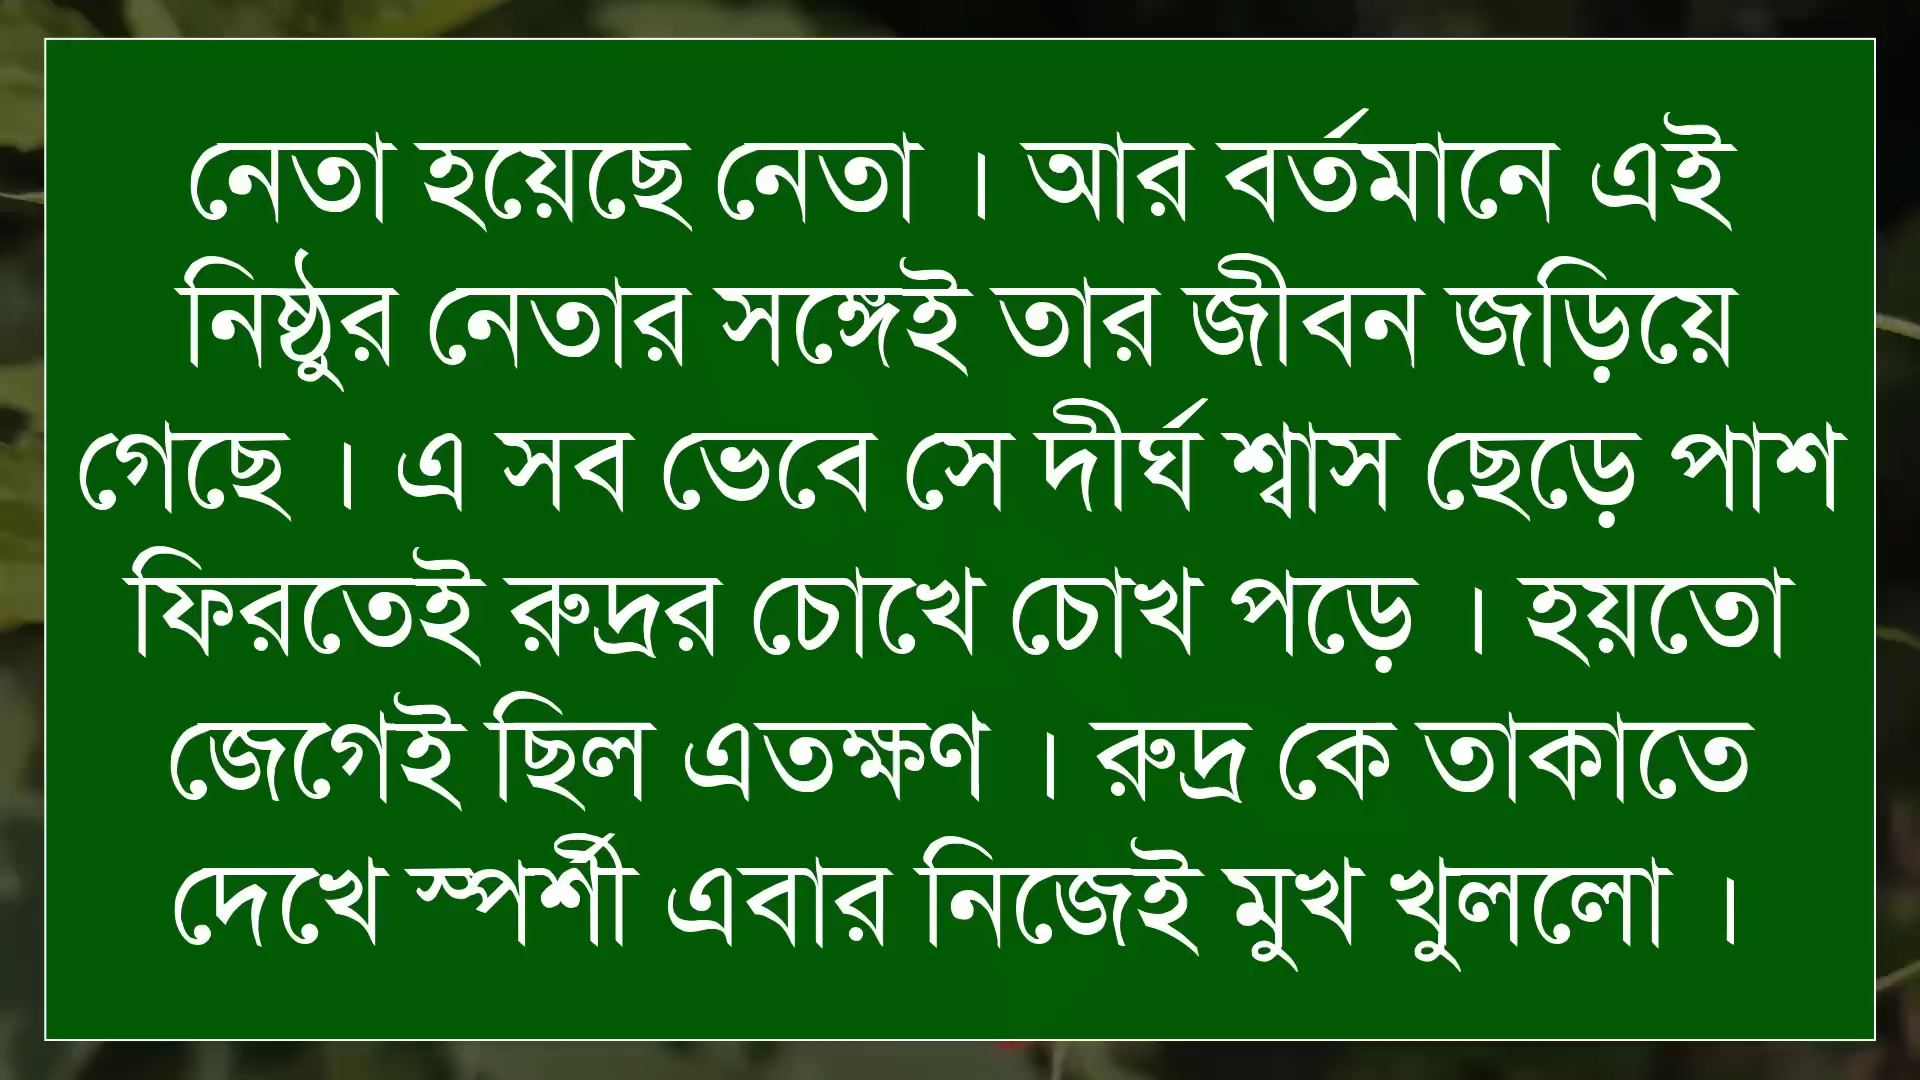 নেতা হয়েছে নেতা । আর বর্তমানে এই
নিষ্ঠুর নেতার সঙ্গেই তার জীবন জড়িয়ে
গেছে । এ সব ভেবে সে দীর্ঘ শ্বাস ছেড়ে পাশ
ফিরতেই রুদ্রর চোখে চোখ পড়ে । হয়তো
জেগেই ছিল এতক্ষণ । রুদ্র কে তাকাতে
দেখে স্পর্শী এবার নিজেই মুখ খুললো ।